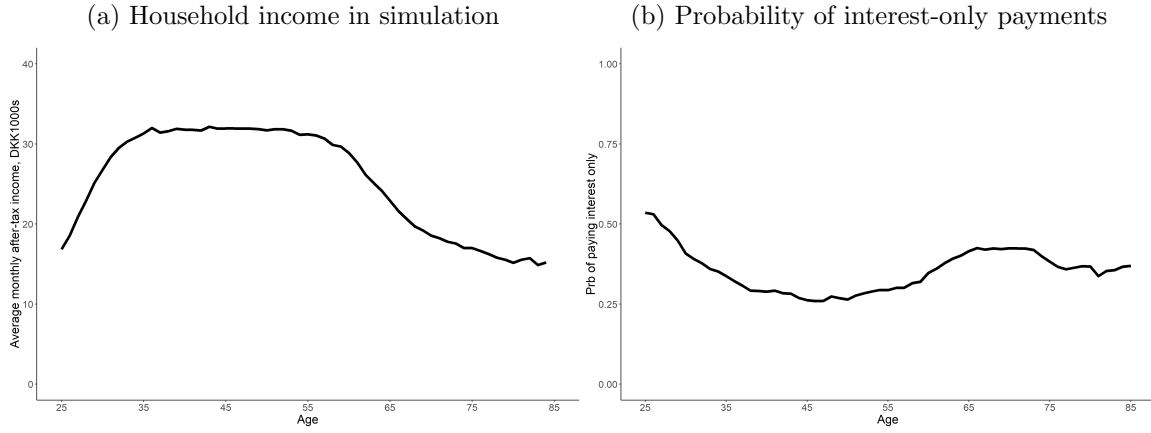 (a) Household income in simulation
Average monthly after-tax income, DKK1000s
40
30
20
10
0
25 35 45 55 65 75 85
Age
(b) Probability of interest-only payments
Prb of paying interest only
1.00
0.75
0.50
0.25
0.00
25 35 45 55 65 75 85
Age